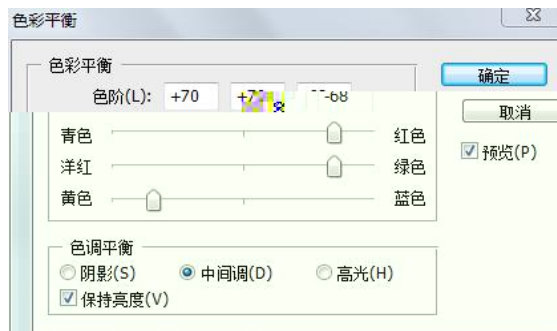 色彩平衡
色彩平衡
确定
色阶(L): +70
取消
青色 红色
洋红 绿色
预览(P)
黄色 蓝色
色调平衡
阴影(S) 中间调(D) 高光(H)
保持亮度(V)